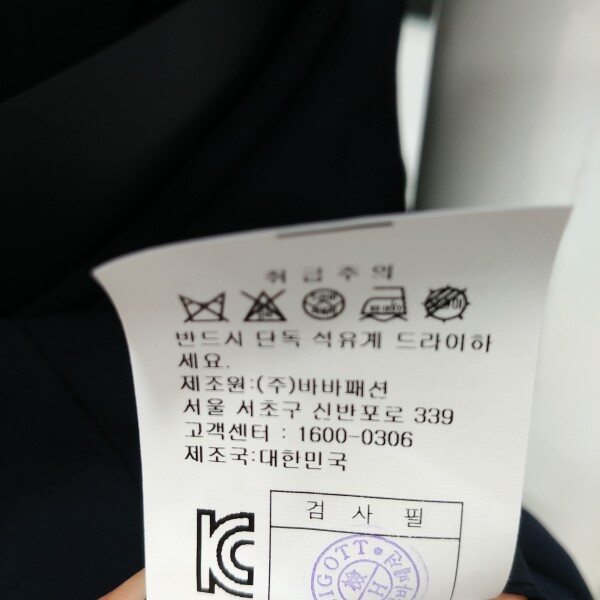 취급주의
반드시 단독 석유계 드라이하
세요.
제조원:(주)바바패션
서울 서초구 신반포로 339
고객센터 : 1600-0306
제조국:대한민국
검 사 필
IGOTT